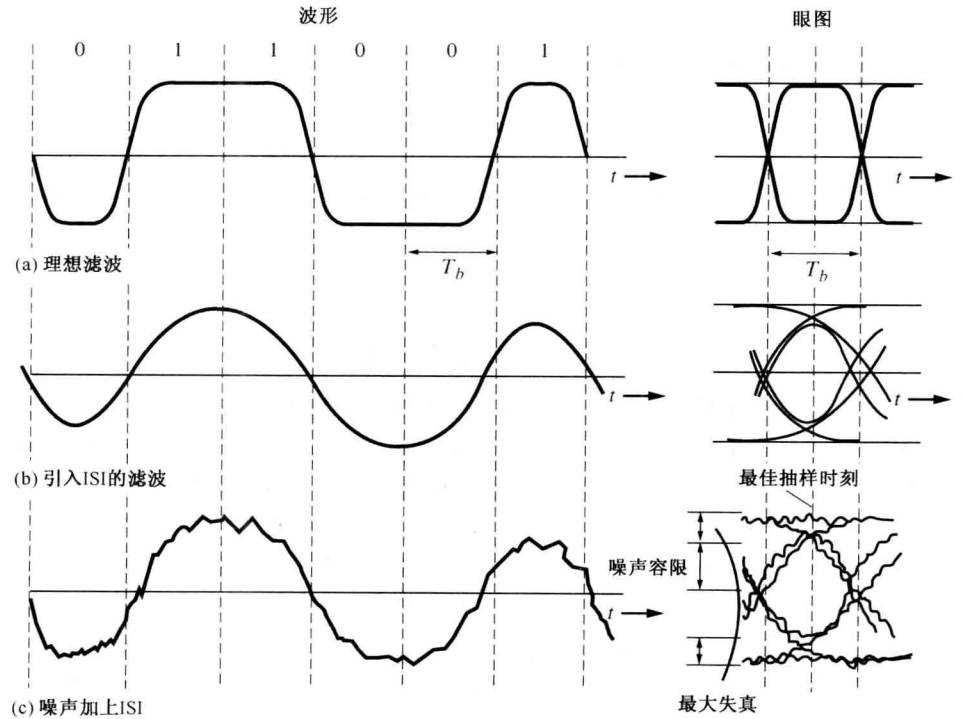 波形
眼图
0 1 1 0 0 1
t
t
T_b
T_b
(a) 理想滤波
t
t
(b) 引入ISI的滤波
最佳抽样时刻
噪声容限
t
最大失真
(c) 噪声加上ISI